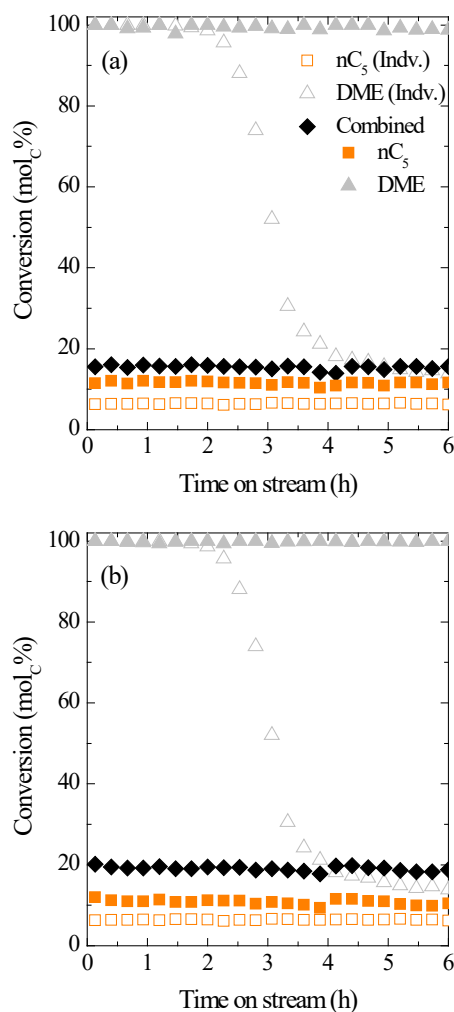 100
(a)
nC5 (Indv.)
DME (Indv.)
Combined
nC5
DME
80
60
40
20
0
Conversion (molC%)
0 1 2 3 4 5 6
Time on stream (h)
100
(b)
80
60
40
20
0
Conversion (molC%)
0 1 2 3 4 5 6
Time on stream (h)